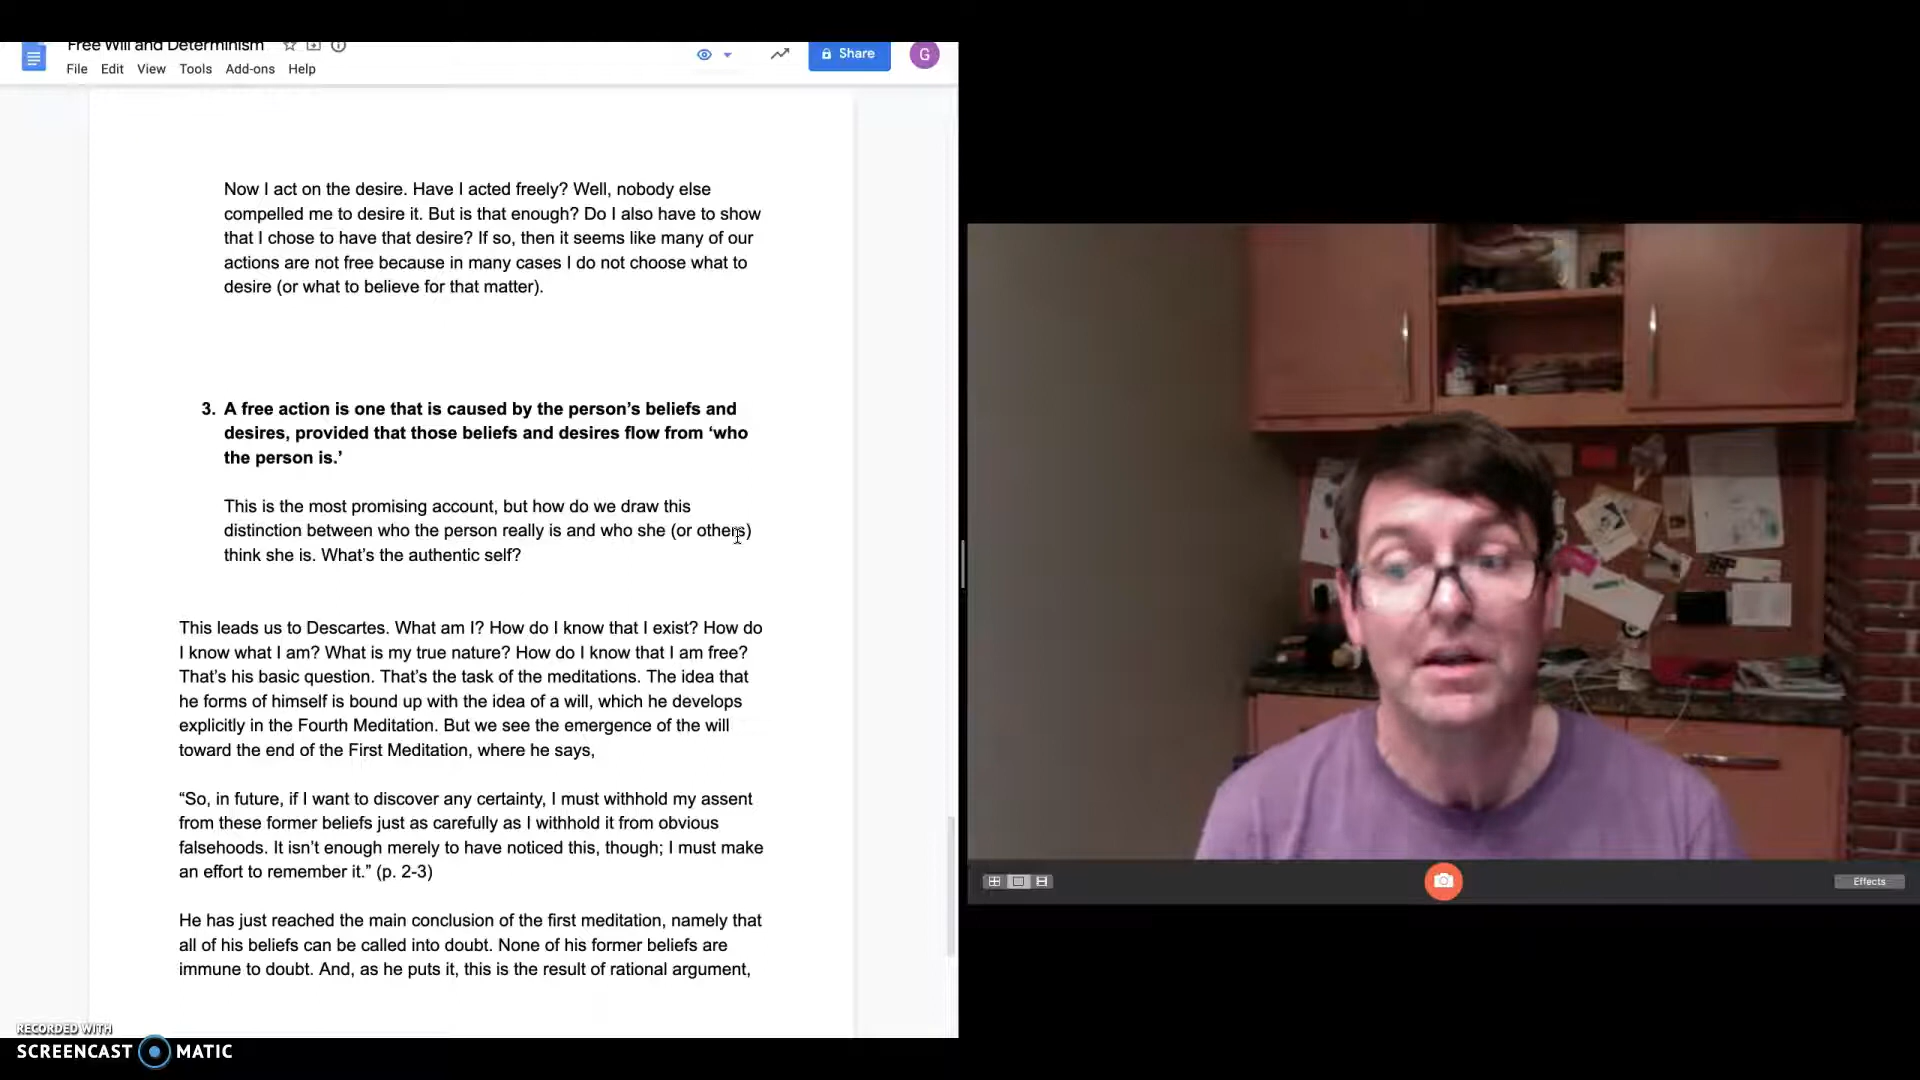 Free Will and Determinism
File Edit View Tools Add-ons Help
Share
G
Now I act on the desire. Have I acted freely? Well, nobody else
compelled me to desire it. But is that enough? Do I also have to show
that I chose to have that desire? If so, then it seems like many of our
actions are not free because in many cases I do not choose what to
desire (or what to believe for that matter).
3. A free action is one that is caused by the person’s beliefs and
desires, provided that those beliefs and desires flow from ‘who
the person is.’
This is the most promising account, but how do we draw this
distinction between who the person really is and who she (or others)
think she is. What’s the authentic self?
This leads us to Descartes. What am I? How do I know that I exist? How do
I know what I am? What is my true nature? How do I know that I am free?
That’s his basic question. That’s the task of the meditations. The idea that
he forms of himself is bound up with the idea of a will, which he develops
explicitly in the Fourth Meditation. But we see the emergence of the will
toward the end of the First Meditation, where he says,
“So, in future, if I want to discover any certainty, I must withhold my assent
from these former beliefs just as carefully as I withhold it from obvious
falsehoods. It isn’t enough merely to have noticed this, though; I must make
an effort to remember it.” (p. 2-3)
He has just reached the main conclusion of the first meditation, namely that
all of his beliefs can be called into doubt. None of his former beliefs are
immune to doubt. And, as he puts it, this is the result of rational argument,
Effects
RECORDED WITH
SCREENCAST MATIC